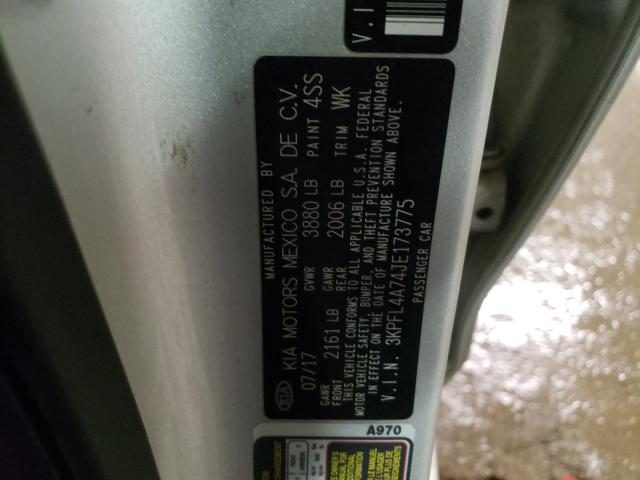 V.I
MANUFACTURED BY
KIA KIA MOTORS MEXICO S.A. DE C.V.
07/17 GVWR 3880 LB PAINT 4SS
GAWR FRONT 2161 LB GAWR REAR 2006 LB TRIM WK
THIS VEHICLE CONFORMS TO ALL APPLICABLE U.S.A. FEDERAL
MOTOR VEHICLE SAFETY, BUMPER, AND THEFT PREVENTION STANDARDS
IN EFFECT ON THE DATE OF MANUFACTURE SHOWN ABOVE.
V.I.N. 3KPFL4A74JE173775
PASSENGER CAR
A970